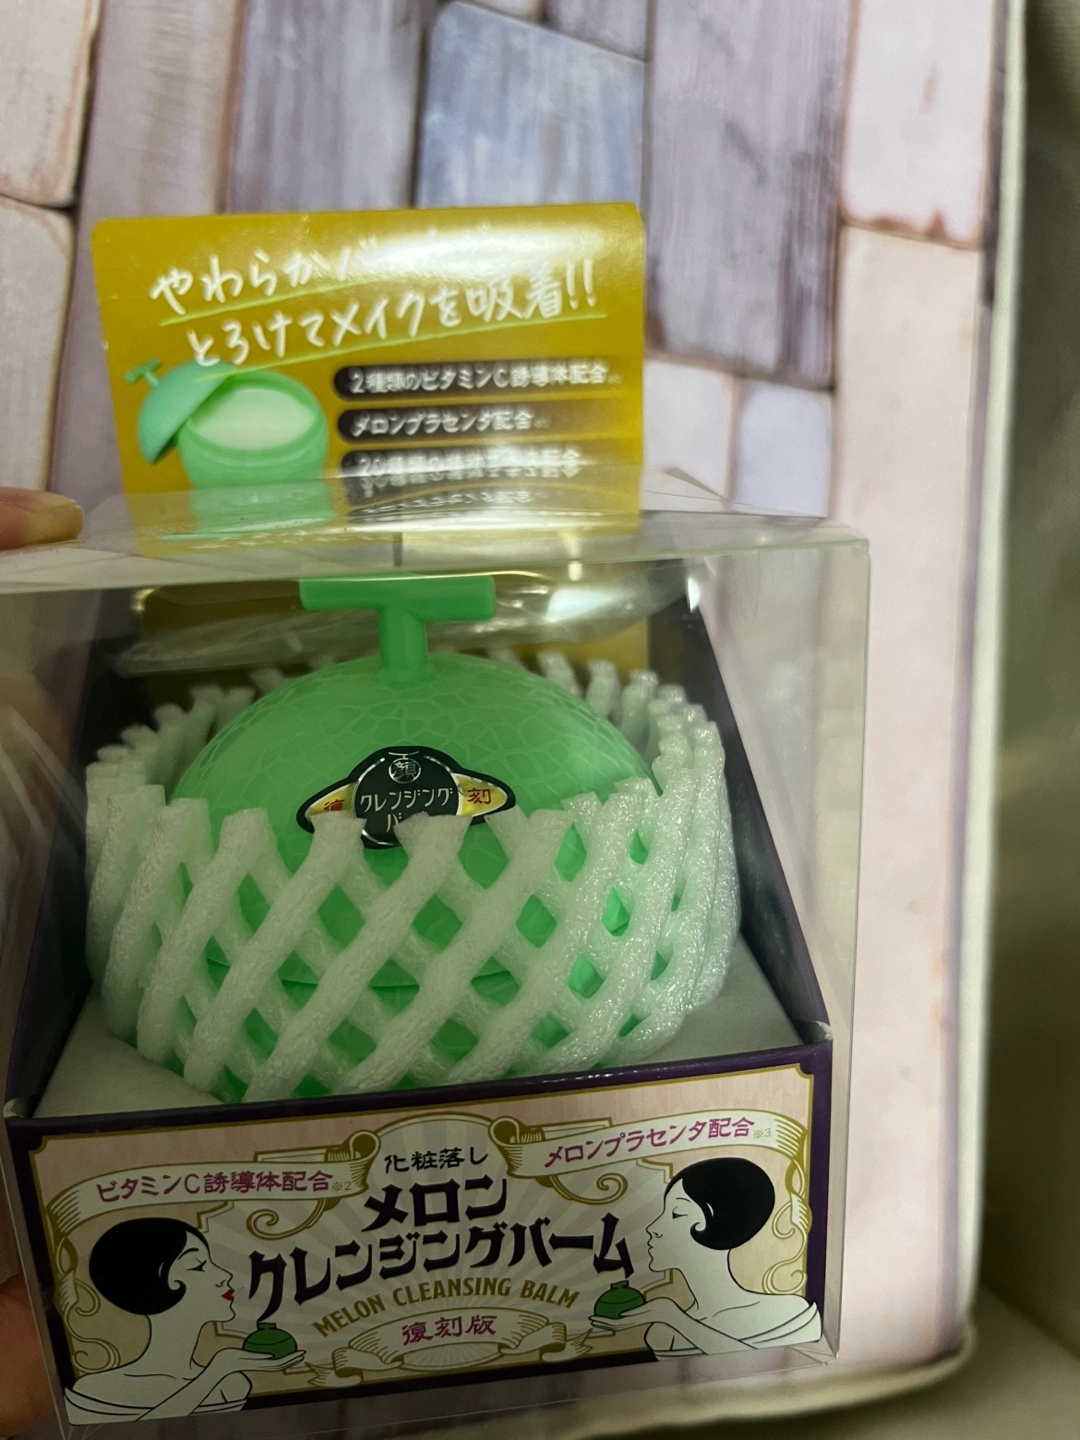 やわらかバ
とろけてメイクを吸着!!
2種類のビタミンC誘導体配合
メロンプラセンタ配合
復 クレンジング 刻
ビタミンC誘導体配合※2
メロンプラセンタ配合※3
化粧落し
メロン
クレンジングバーム
MELON CLEANSING BALM
復刻版